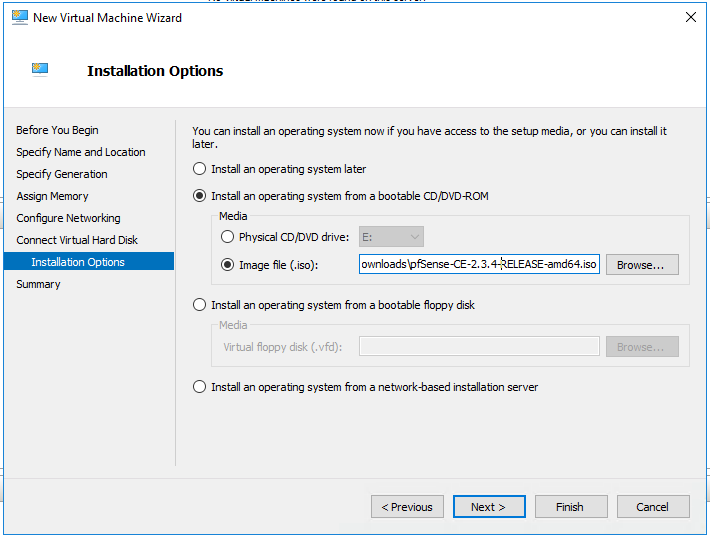 New Virtual Machine Wizard
Installation Options
Before You Begin
Specify Name and Location
Specify Generation
Assign Memory
Configure Networking
Connect Virtual Hard Disk
Installation Options
Summary
You can install an operating system now if you have access to the setup media, or you can install it
later.
Install an operating system later
Install an operating system from a bootable CD/DVD-ROM
Media
Physical CD/DVD drive: E:
Image file (.iso): ownloads\pfSense-CE-2.3.4-RELEASE-amd64.iso Browse...
Install an operating system from a bootable floppy disk
Media
Virtual floppy disk (.vfd): Browse...
Install an operating system from a network-based installation server
< Previous Next > Finish Cancel